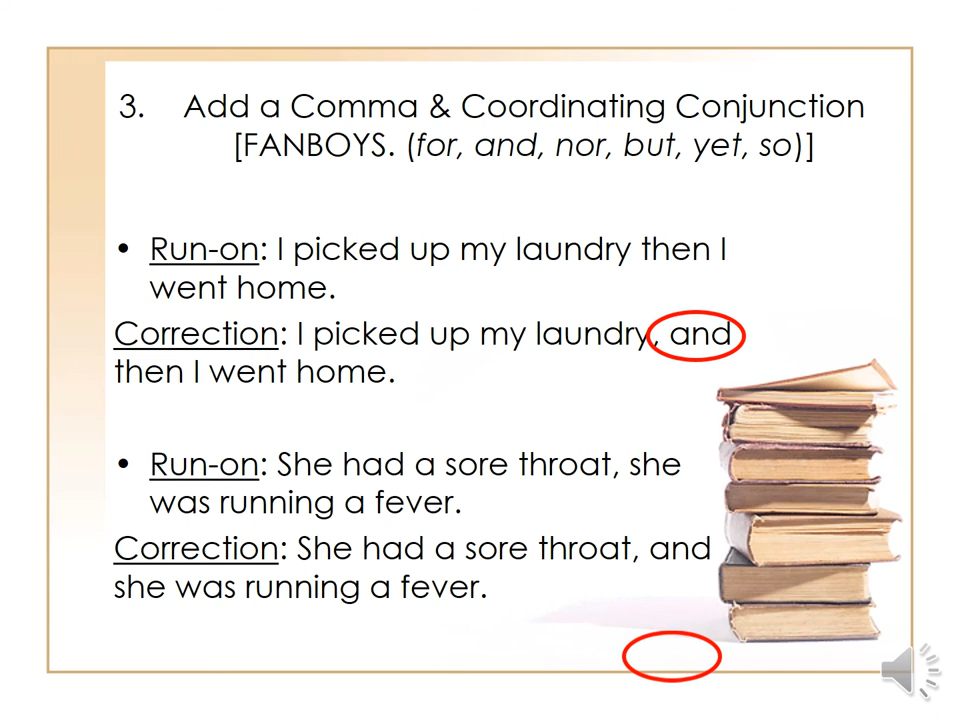 3. Add a Comma & Coordinating Conjunction
[FANBOYS. (for, and, nor, but, yet, so)]
• Run-on: I picked up my laundry then I
went home.
Correction: I picked up my laundry, and
then I went home.
• Run-on: She had a sore throat, she
was running a fever.
Correction: She had a sore throat, and
she was running a fever.